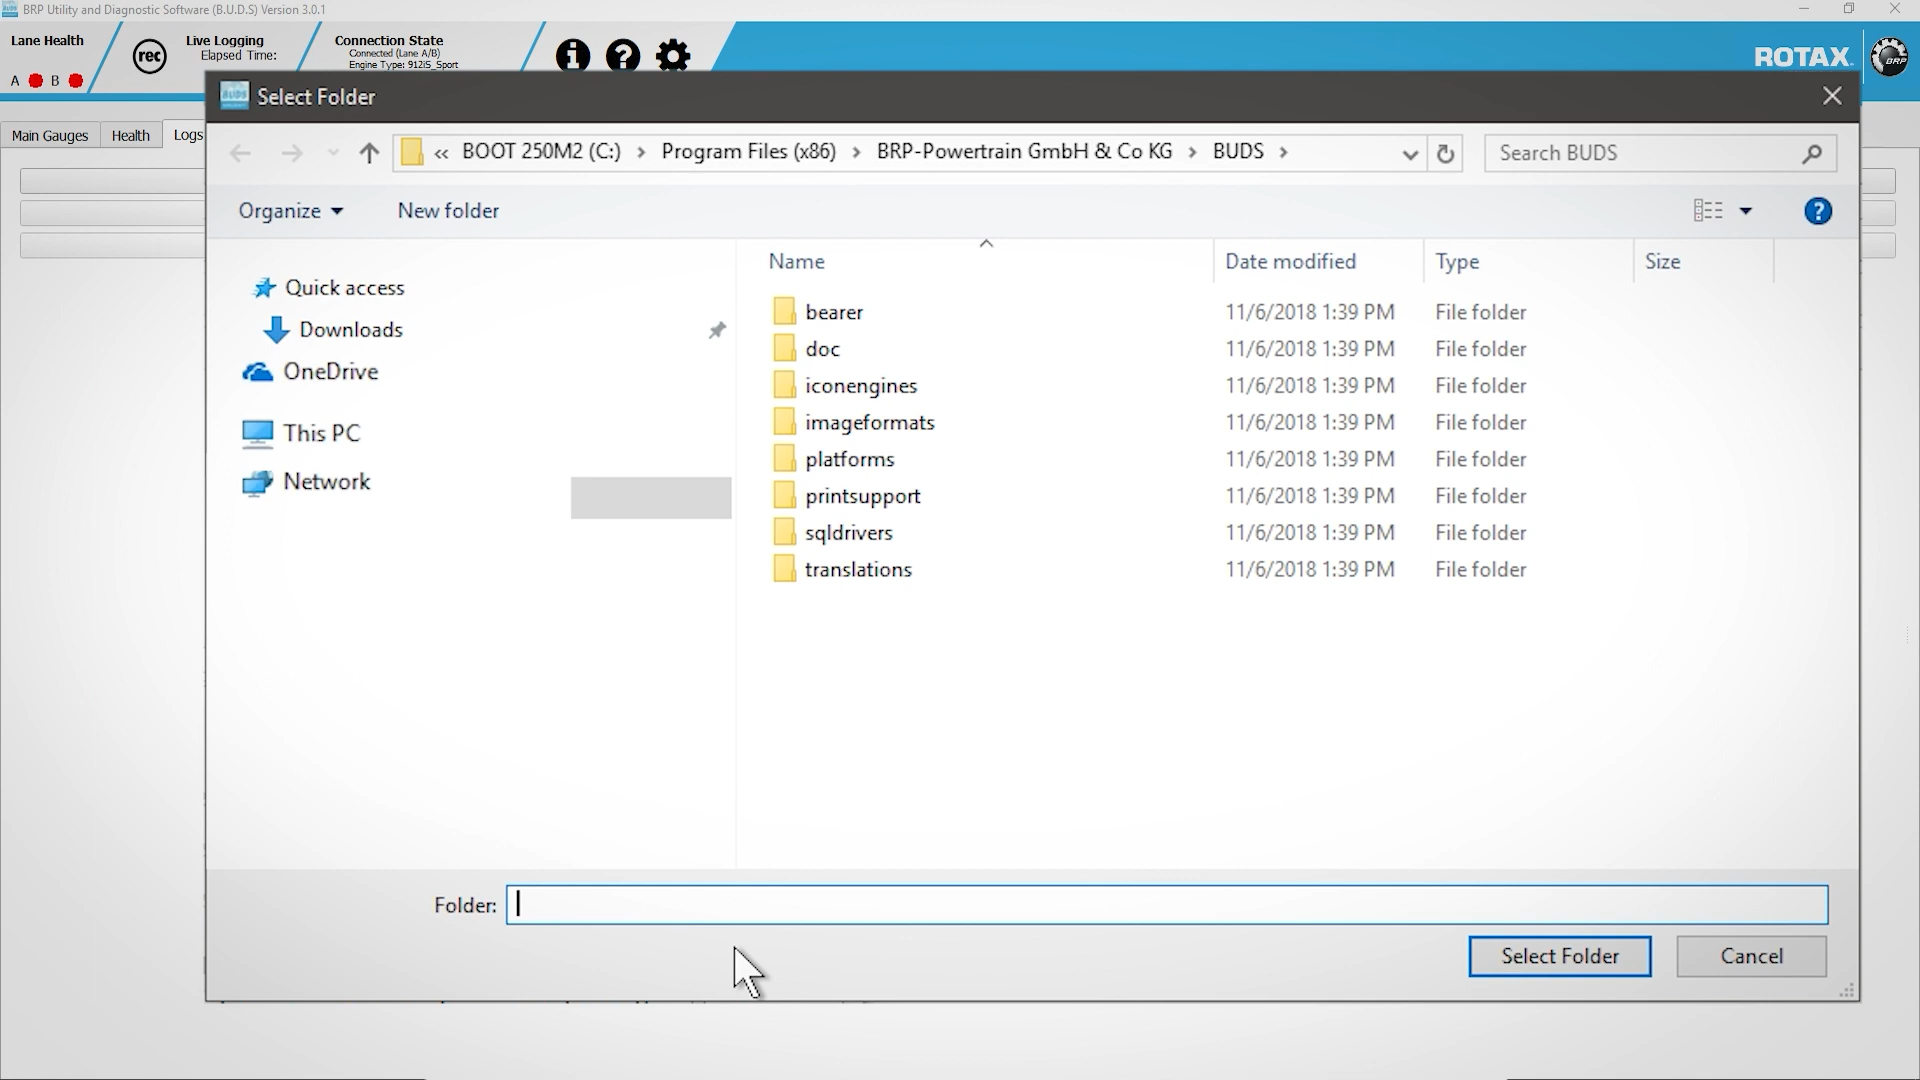 BRP Utility and Diagnostic Software (B.U.D.S) Version 3.0.1
Lane Health
A B
rec
Live Logging
Elapsed Time:
Connection State
Connected (Lane A/B)
Engine Type: 912iS_Sport
ROTAX.
BRP
Main Gauges
Health
Logs
BUDS
Select Folder
« BOOT 250M2 (C:) › Program Files (x86) › BRP-Powertrain GmbH & Co KG › BUDS ›
Search BUDS
Organize
New folder
?
Quick access
Downloads
OneDrive
This PC
Network
Name Date modified Type Size
bearer 11/6/2018 1:39 PM File folder
doc 11/6/2018 1:39 PM File folder
iconengines 11/6/2018 1:39 PM File folder
imageformats 11/6/2018 1:39 PM File folder
platforms 11/6/2018 1:39 PM File folder
printsupport 11/6/2018 1:39 PM File folder
sqldrivers 11/6/2018 1:39 PM File folder
translations 11/6/2018 1:39 PM File folder
Folder:
Select Folder
Cancel